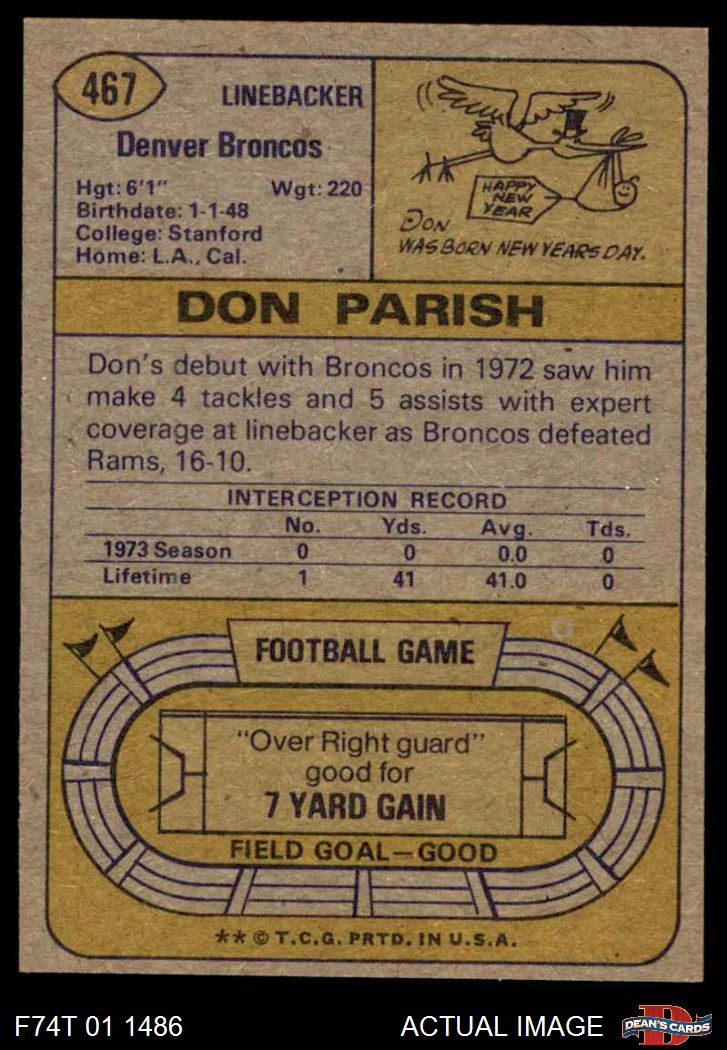 467
LINEBACKER
Denver Broncos
Hgt: 6'1" Wgt: 220
Birthdate: 1-1-48
College: Stanford
Home: L.A., Cal.
HAPPY
NEW
YEAR
DON
WAS BORN NEW YEARS DAY.
DON PARISH
Don's debut with Broncos in 1972 saw him
make 4 tackles and 5 assists with expert
coverage at linebacker as Broncos defeated
Rams, 16-10.
INTERCEPTION RECORD
No. Yds. Avg. Tds.
1973 Season 0 0 0.0 0
Lifetime 1 41 41.0 0
FOOTBALL GAME
"Over Right guard"
good for
7 YARD GAIN
FIELD GOAL—GOOD
** © T.C.G. PRTD. IN U.S.A.
F74T 01 1486 ACTUAL IMAGE
D
DEAN'S CARDS